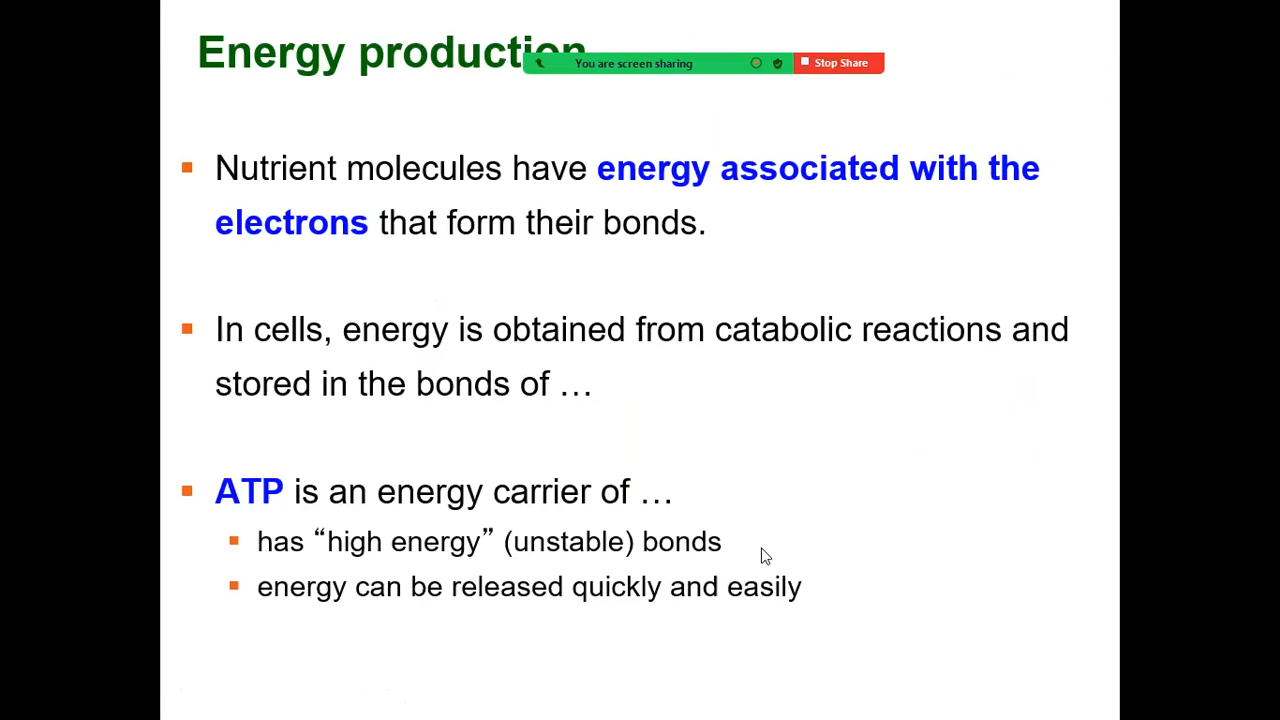 Energy production
You are screen sharing
Stop Share
Nutrient molecules have energy associated with the
electrons that form their bonds.
In cells, energy is obtained from catabolic reactions and
stored in the bonds of …
ATP is an energy carrier of …
has “high energy” (unstable) bonds
energy can be released quickly and easily